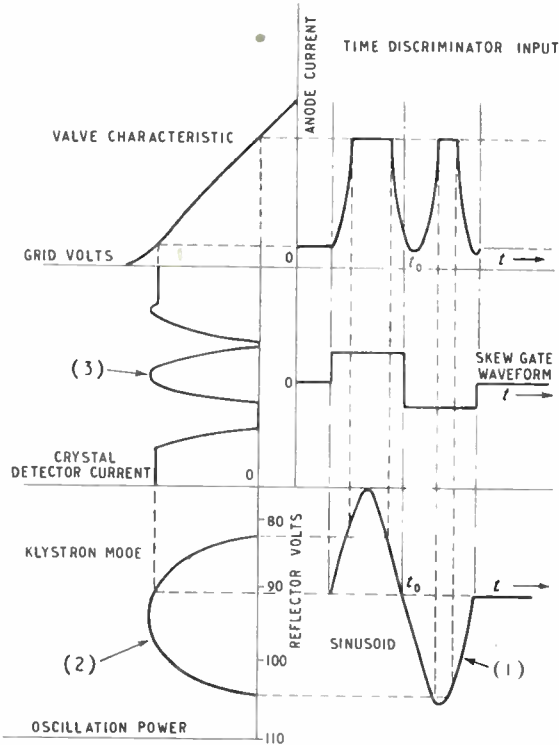 TIME DISCRIMINATOR INPUT
ANODE CURRENT
VALVE CHARACTERISTIC
GRID VOLTS
0
t₀
t
(3)
0
SKEW GATE
WAVEFORM
t
CRYSTAL
DETECTOR CURRENT
0
80
KLYSTRON MODE
REFLECTOR VOLTS
90
t₀
t
SINUSOID
(2)
100
(1)
OSCILLATION POWER
110